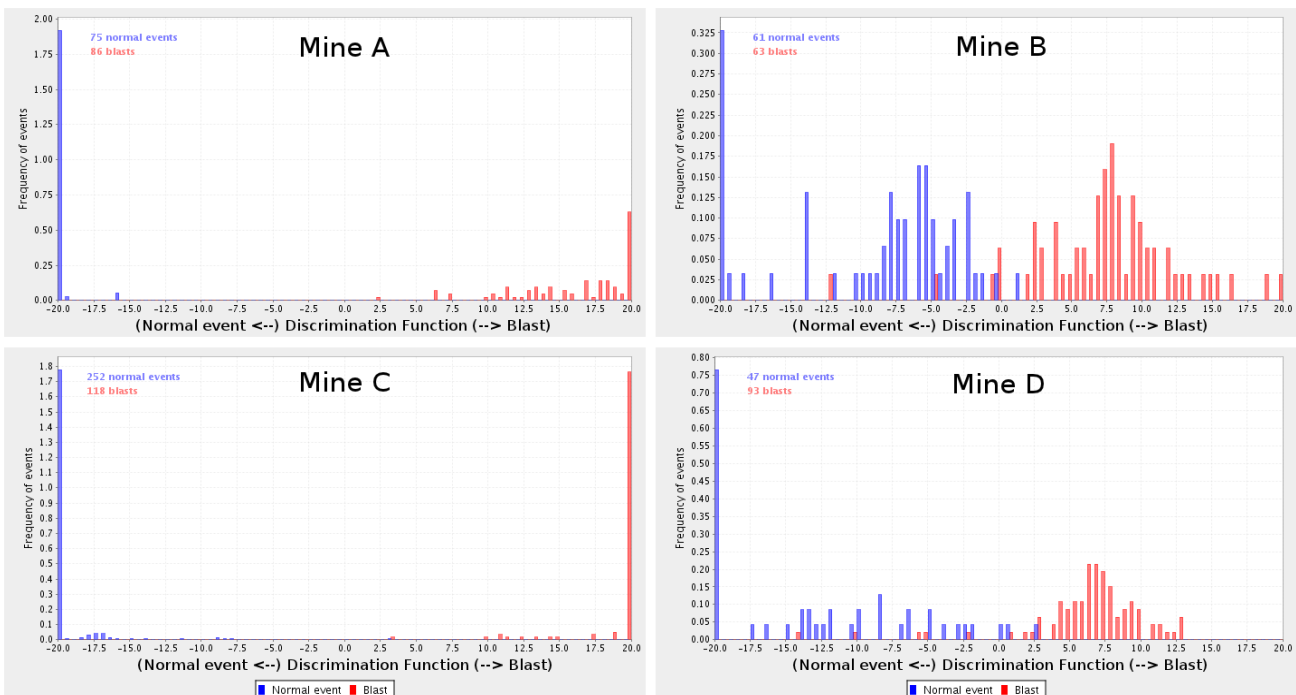 Mine A
75 normal events
86 blasts
Frequency of events
2.00
1.75
1.50
1.25
1.00
0.75
0.50
0.25
0.00
−20.0 −17.5 −15.0 −12.5 −10.0 −7.5 −5.0 −2.5 0.0 2.5 5.0 7.5 10.0 12.5 15.0 17.5 20.0
(Normal event <--) Discrimination Function (--> Blast)
Mine B
61 normal events
63 blasts
Frequency of events
0.325
0.300
0.275
0.250
0.225
0.200
0.175
0.150
0.125
0.100
0.075
0.050
0.025
0.000
−20.0 −17.5 −15.0 −12.5 −10.0 −7.5 −5.0 −2.5 0.0 2.5 5.0 7.5 10.0 12.5 15.0 17.5 20.0
(Normal event <--) Discrimination Function (--> Blast)
Mine C
252 normal events
118 blasts
Frequency of events
1.8
1.7
1.6
1.5
1.4
1.3
1.2
1.1
1.0
0.9
0.8
0.7
0.6
0.5
0.4
0.3
0.2
0.1
0.0
−20.0 −17.5 −15.0 −12.5 −10.0 −7.5 −5.0 −2.5 0.0 2.5 5.0 7.5 10.0 12.5 15.0 17.5 20.0
(Normal event <--) Discrimination Function (--> Blast)
Normal event Blast
Mine D
47 normal events
93 blasts
Frequency of events
0.80
0.75
0.70
0.65
0.60
0.55
0.50
0.45
0.40
0.35
0.30
0.25
0.20
0.15
0.10
0.05
0.00
−20.0 −17.5 −15.0 −12.5 −10.0 −7.5 −5.0 −2.5 0.0 2.5 5.0 7.5 10.0 12.5 15.0 17.5 20.0
(Normal event <--) Discrimination Function (--> Blast)
Normal event Blast